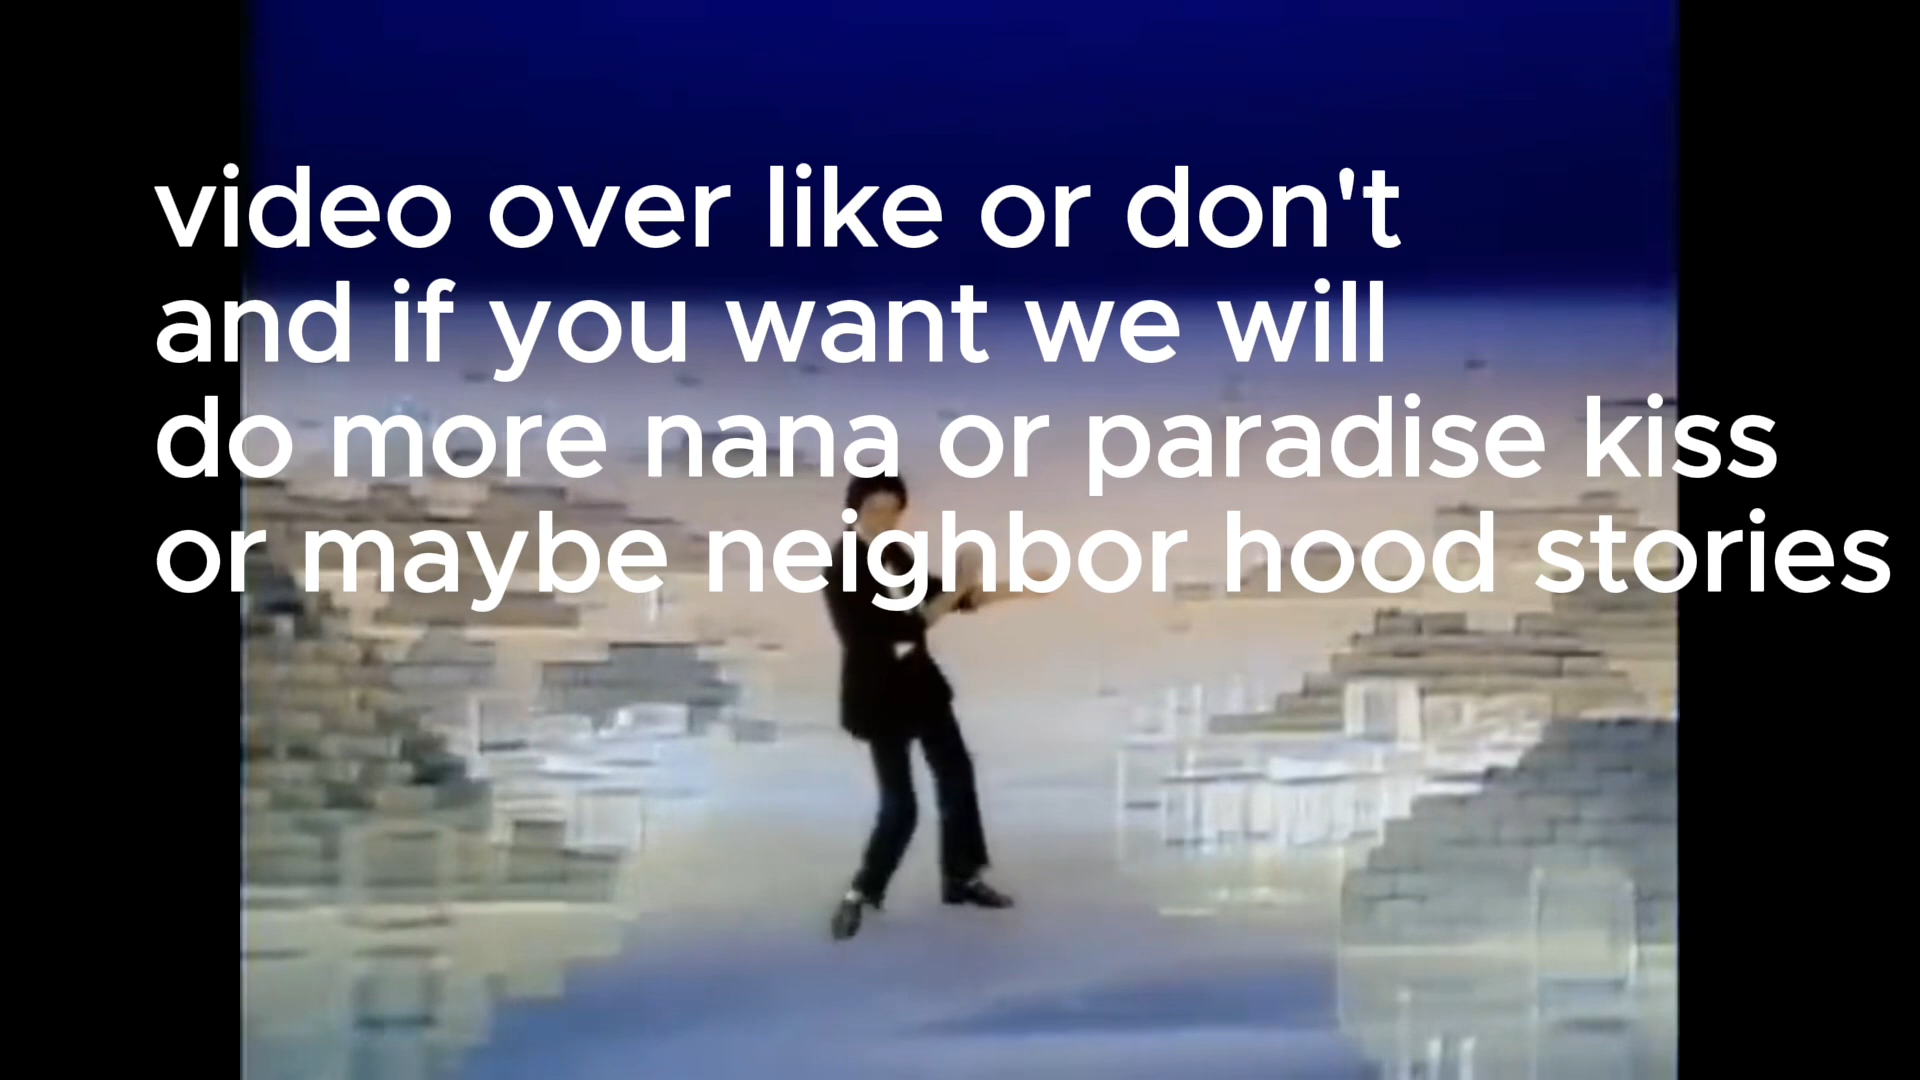 video over like or don't
and if you want we will
do more nana or paradise kiss
or maybe neighbor hood stories